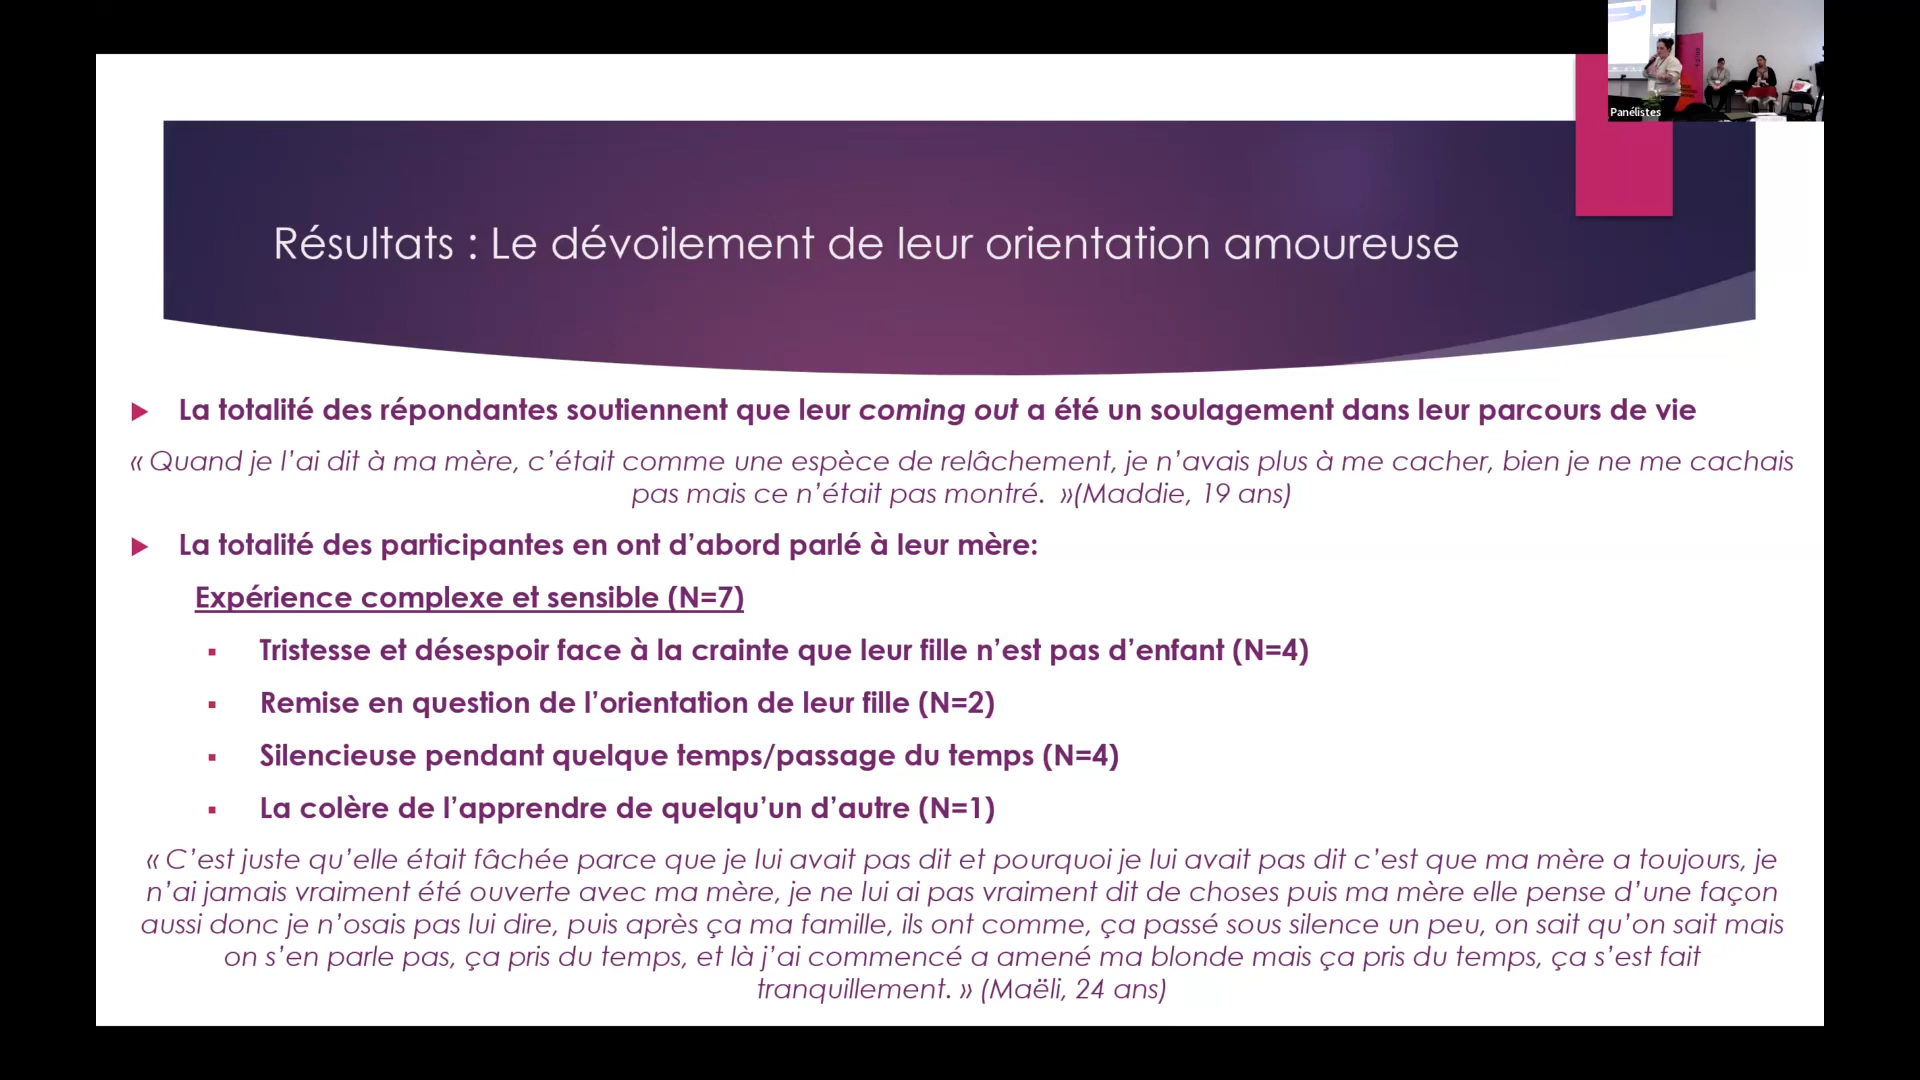 Panélistes
Résultats : Le dévoilement de leur orientation amoureuse
La totalité des répondantes soutiennent que leur coming out a été un soulagement dans leur parcours de vie
« Quand je l’ai dit à ma mère, c’était comme une espèce de relâchement, je n’avais plus à me cacher, bien je ne me cachais
pas mais ce n’était pas montré.  »(Maddie, 19 ans)
La totalité des participantes en ont d’abord parlé à leur mère:
Expérience complexe et sensible (N=7)
Tristesse et désespoir face à la crainte que leur fille n’est pas d’enfant (N=4)
Remise en question de l’orientation de leur fille (N=2)
Silencieuse pendant quelque temps/passage du temps (N=4)
La colère de l’apprendre de quelqu’un d’autre (N=1)
« C’est juste qu’elle était fâchée parce que je lui avait pas dit et pourquoi je lui avait pas dit c’est que ma mère a toujours, je
n’ai jamais vraiment été ouverte avec ma mère, je ne lui ai pas vraiment dit de choses puis ma mère elle pense d’une façon
aussi donc je n’osais pas lui dire, puis après ça ma famille, ils ont comme, ça passé sous silence un peu, on sait qu’on sait mais
on s’en parle pas, ça pris du temps, et là j’ai commencé a amené ma blonde mais ça pris du temps, ça s’est fait
tranquillement. » (Maëli, 24 ans)